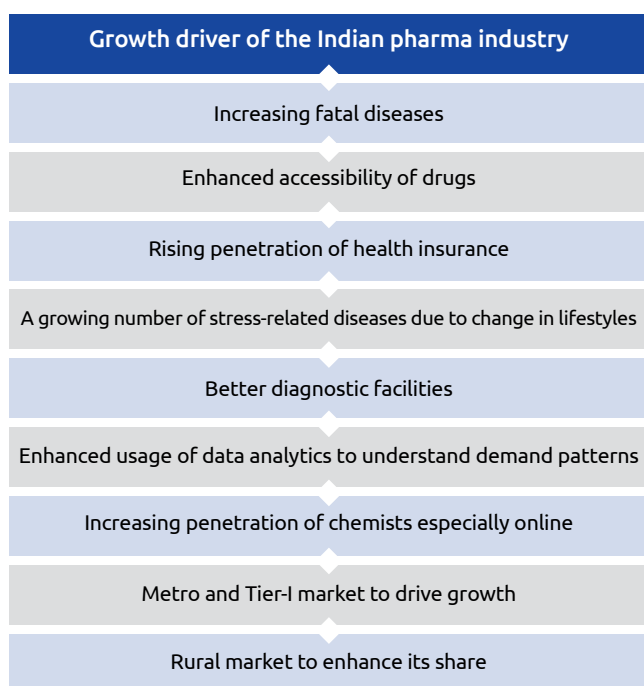 Growth driver of the Indian pharma industry
Increasing fatal diseases
Enhanced accessibility of drugs
Rising penetration of health insurance
A growing number of stress-related diseases due to change in lifestyles
Better diagnostic facilities
Enhanced usage of data analytics to understand demand patterns
Increasing penetration of chemists especially online
Metro and Tier-I market to drive growth
Rural market to enhance its share